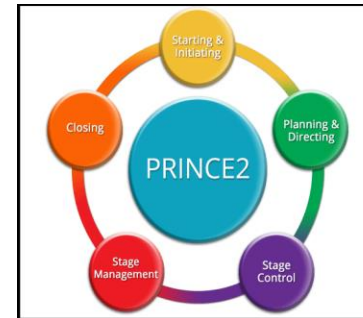 Starting &
Initiating
Closing
Planning &
Directing
PRINCE2
Stage
Management
Stage
Control